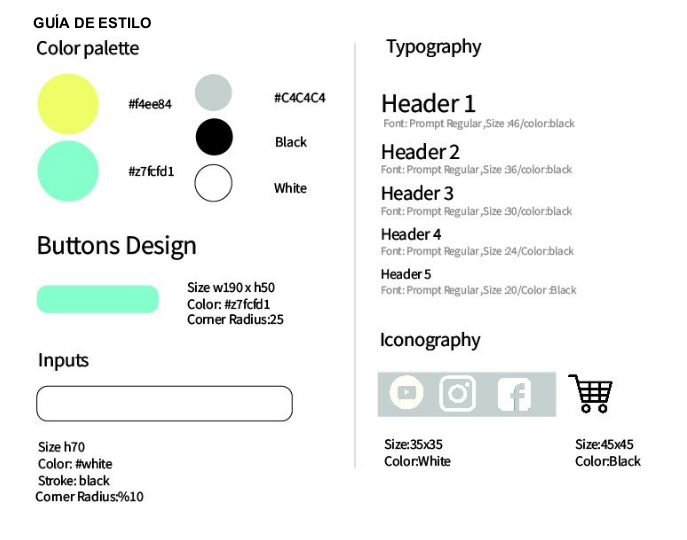 GUÍA DE ESTILO
Color palette
#f4ee84
#C4C4C4
Black
#z7fcfd1
White
Buttons Design
Size w190 x h50
Color: #z7fcfd1
Corner Radius:25
Inputs
Size h70
Color: #white
Stroke: black
Corner Radius:%10
Typography
Header 1
Font: Prompt Regular ,Size :46/color:black
Header 2
Font: Prompt Regular ,Size :36/color:black
Header 3
Font: Prompt Regular ,Size :30/color:black
Header 4
Font: Prompt Regular ,Size :24/Color:black
Header 5
Font: Prompt Regular ,Size :20/Color :Black
Iconography
Size:35x35
Color:White
Size:45x45
Color:Black